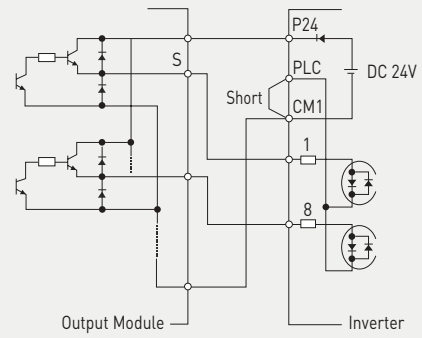 P24
S
PLC
DC 24V
Short
CM1
1
8
Output Module
Inverter